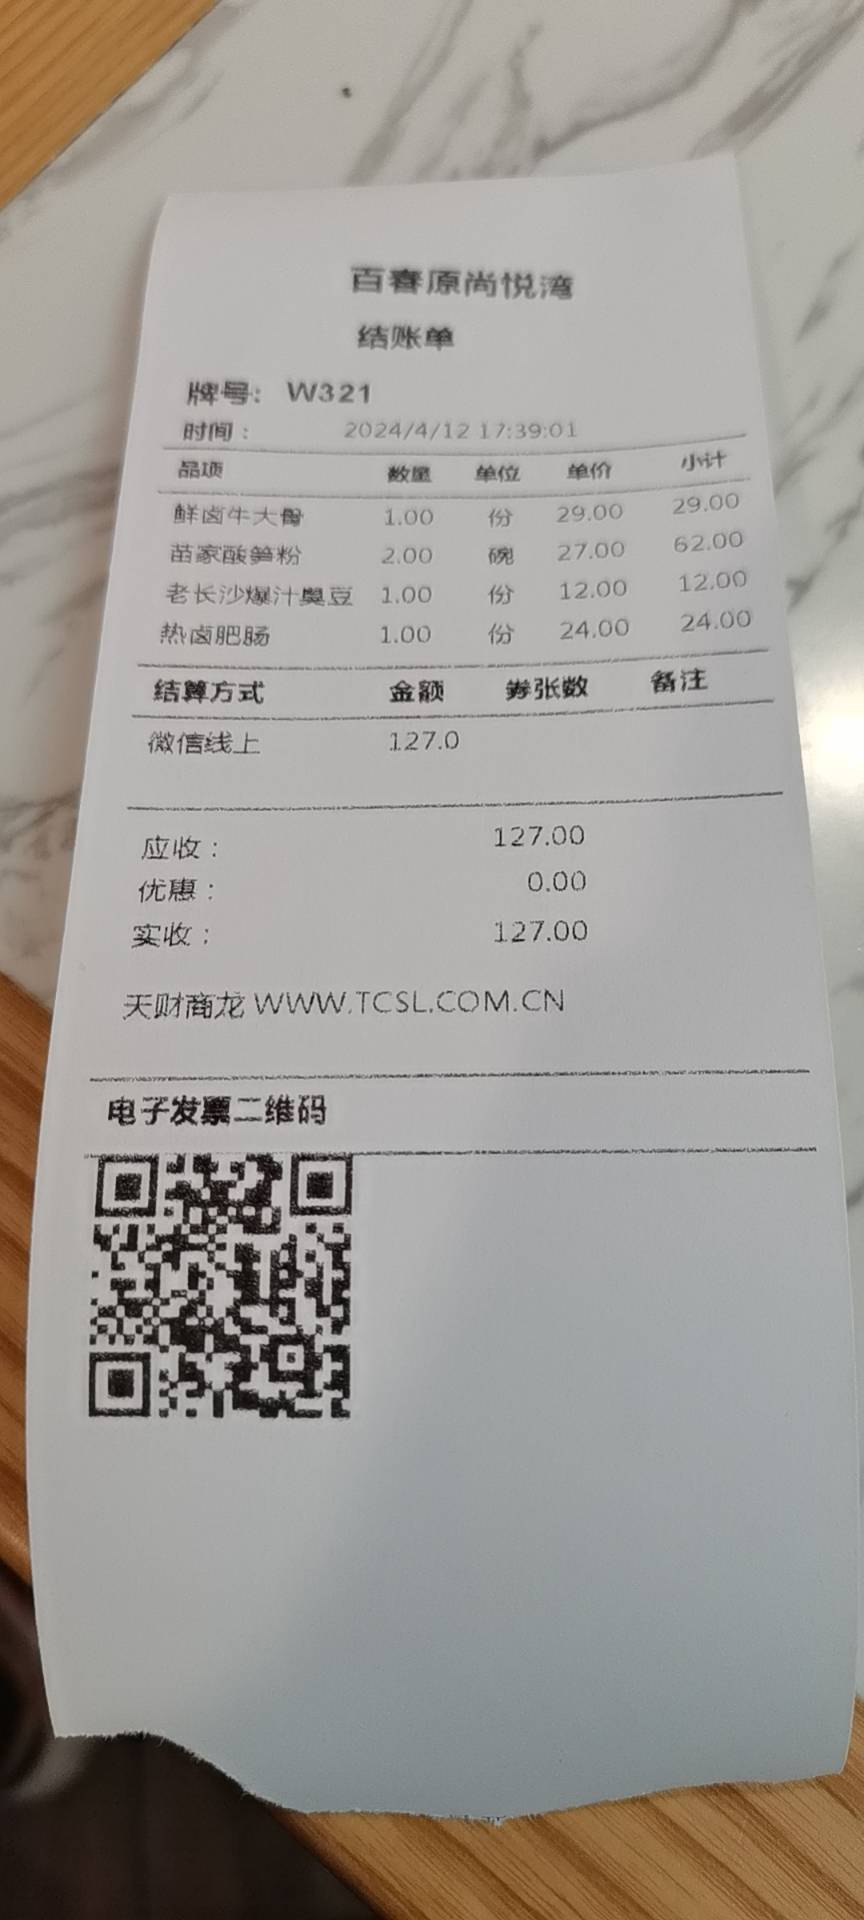 百春原尚悦湾
结账单
牌号: W321
时间： 2024/4/12 17:39:01
品项 数量 单位 单价 小计
鲜卤牛大骨 1.00 份 29.00 29.00
苗家酸笋粉 2.00 碗 27.00 62.00
老长沙爆汁臭豆 1.00 份 12.00 12.00
热卤肥肠 1.00 份 24.00 24.00
结算方式 金额 券张数 备注
微信线上 127.0
应收： 127.00
优惠： 0.00
实收： 127.00
天财商龙 WWW.TCSL.COM.CN
电子发票二维码